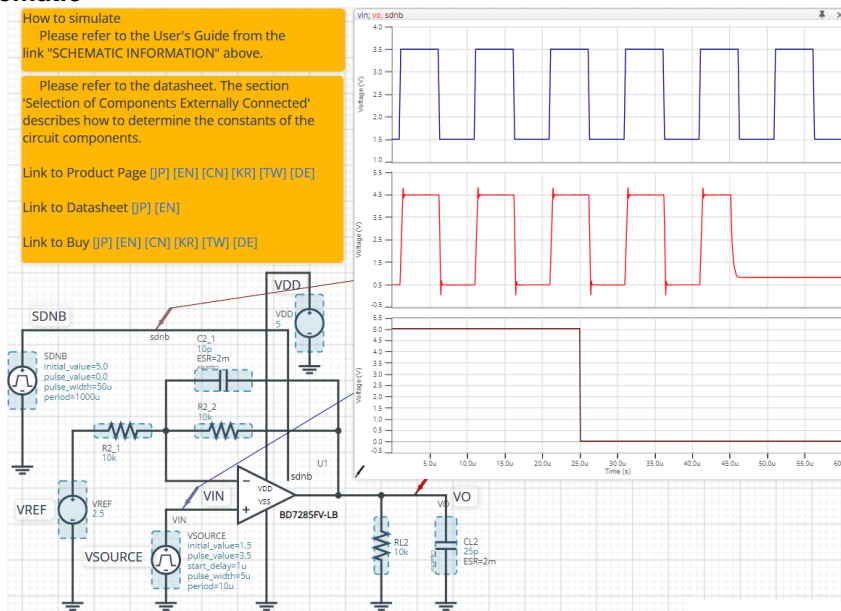 How to simulate
Please refer to the User's Guide from the
link "SCHEMATIC INFORMATION" above.
Please refer to the datasheet. The section
'Selection of Components Externally Connected'
describes how to determine the constants of the
circuit components.
Link to Product Page [JP] [EN] [CN] [KR] [TW] [DE]
Link to Datasheet [JP] [EN]
Link to Buy [JP] [EN] [CN] [KR] [TW] [DE]
vin; vo; sdnb
Voltage (V)
4.0
3.5
3.0
2.5
2.0
1.5
1.0
Voltage (V)
5.5
4.5
3.5
2.5
1.5
0.5
-0.5
Voltage (V)
5.5
5.0
4.5
4.0
3.5
3.0
2.5
2.0
1.5
1.0
0.5
0.0
-0.5
5.0u 10.0u 15.0u 20.0u 25.0u 30.0u 35.0u 40.0u 45.0u 50.0u 55.0u
Time (s)
VDD
VDD
5
SDNB
sdnb
SDNB
initial_value=5.0
pulse_value=0.0
pulse_width=50u
period=1000u
C2_1
10p
ESR=2m
R2_2
10k
R2_1
10k
U1
sdnb
VDD
VSS
BD7285FV-LB
VIN
VIN
VREF
VREF
2.5
VSOURCE
VSOURCE
initial_value=1.5
pulse_value=3.5
start_delay=1u
pulse_width=5u
period=10u
VO
VO
RL2
10k
CL2
25p
ESR=2m